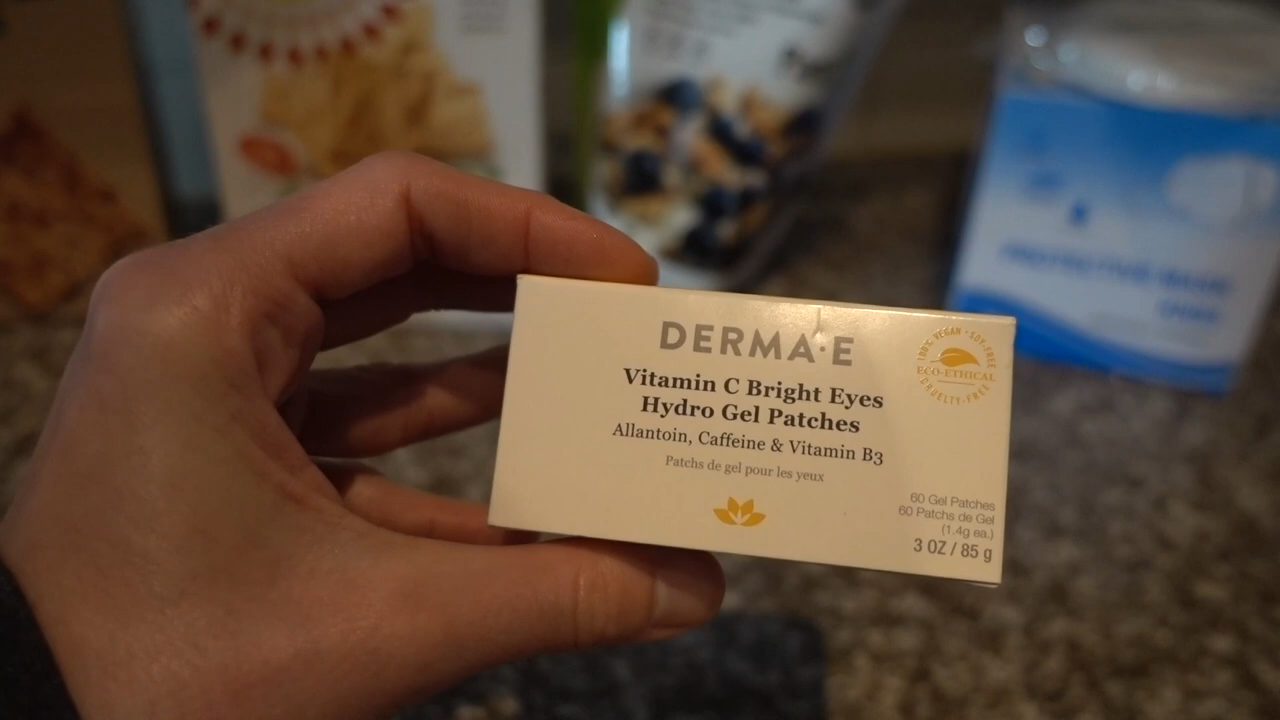 DERMA·E
Vitamin C Bright Eyes
Hydro Gel Patches
Allantoin, Caffeine & Vitamin B3
Patchs de gel pour les yeux
100% VEGAN • SOY-FREE
ECO-ETHICAL
CRUELTY-FREE
60 Gel Patches
60 Patchs de Gel
(1.4g ea.)
3 OZ / 85 g